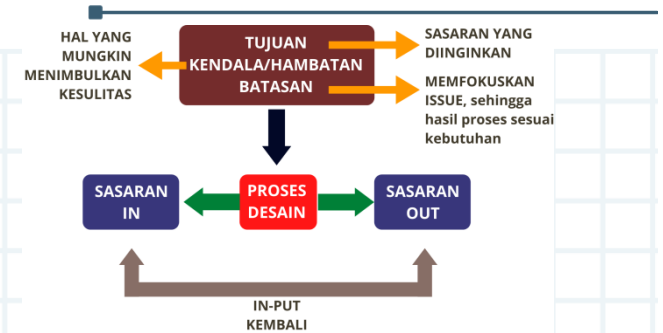 HAL YANG
MUNGKIN
MENIMBULKAN
KESULITAS
TUJUAN
KENDALA/HAMBATAN
BATASAN
SASARAN YANG
DIINGINKAN
MEMFOKUSKAN
ISSUE, sehingga
hasil proses sesuai
kebutuhan
SASARAN
IN
PROSES
DESAIN
SASARAN
OUT
IN-PUT
KEMBALI